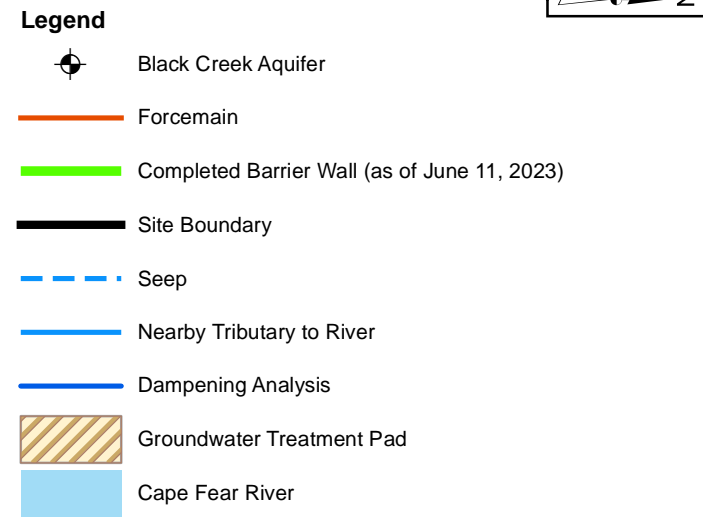 Legend
Black Creek Aquifer
Forcemain
Completed Barrier Wall (as of June 11, 2023)
Site Boundary
Seep
Nearby Tributary to River
Dampening Analysis
Groundwater Treatment Pad
Cape Fear River